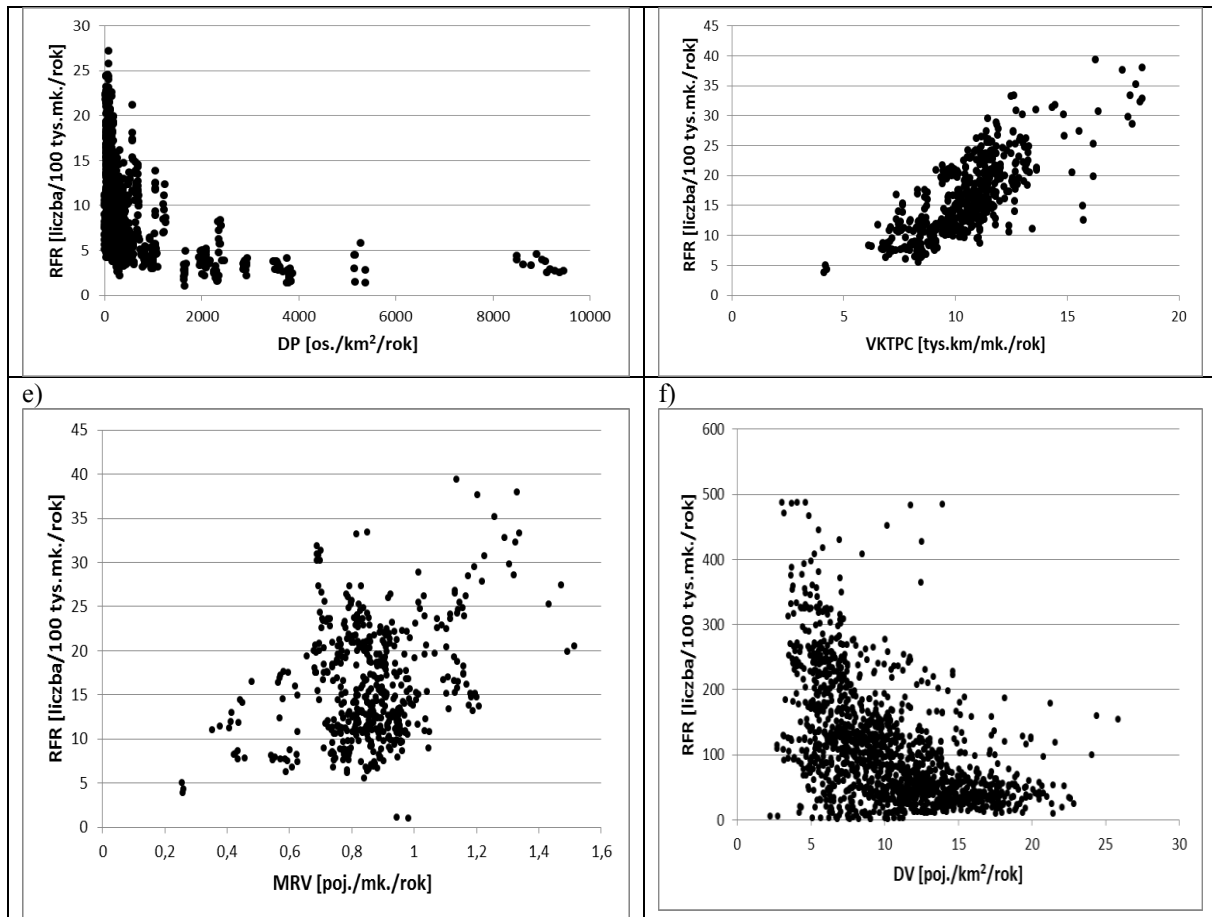 30
25
20
15
10
5
0
RFR [liczba/100 tys.mk./rok]
0 2000 4000 6000 8000 10000
DP [os./km²/rok]
45
40
35
30
25
20
15
10
5
0
RFR [liczba/100 tys.mk./rok]
0 5 10 15 20
VKTPC [tys.km/mk./rok]
e)
45
40
35
30
25
20
15
10
5
0
RFR [liczba/100 tys.mk./rok]
0 0,2 0,4 0,6 0,8 1 1,2 1,4 1,6
MRV [poj./mk./rok]
f)
600
500
400
300
200
100
0
RFR [liczba/100 tys.mk./rok]
0 5 10 15 20 25 30
DV [poj./km²/rok]